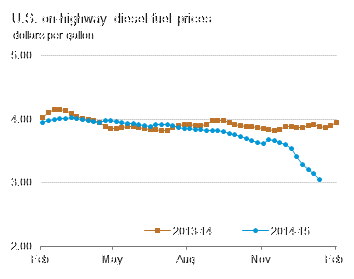 U.S. on-highway diesel fuel prices
dollars per gallon
5.00
4.00
3.00
2.00
Feb May Aug Nov Feb
2013-14 2014-15